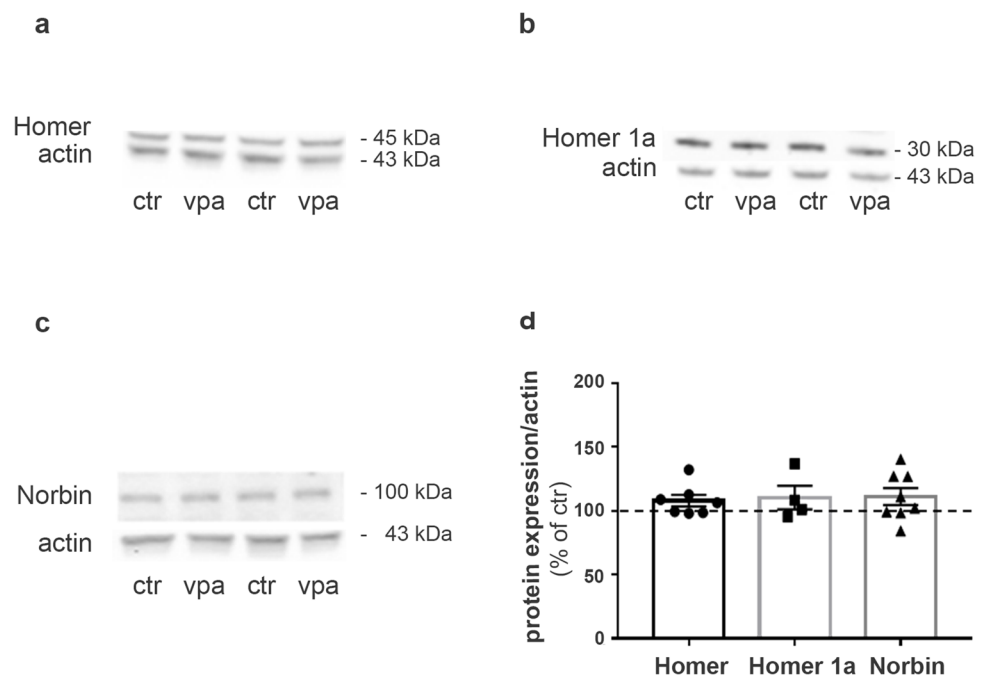 a
Homer
actin
- 45 kDa
- 43 kDa
ctr vpa ctr vpa
b
Homer 1a
actin
- 30 kDa
- 43 kDa
ctr vpa ctr vpa
c
Norbin
actin
- 100 kDa
- 43 kDa
ctr vpa ctr vpa
d
protein expression/actin
(% of ctr)
200
150
100
50
0
Homer Homer 1a Norbin